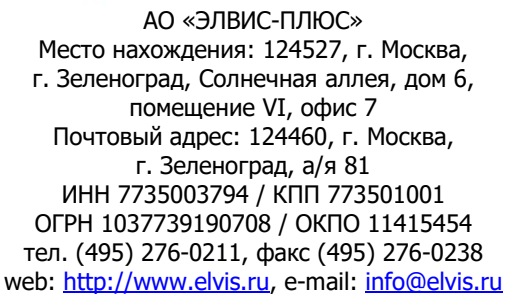 АО «ЭЛВИС-ПЛЮС»
Место нахождения: 124527, г. Москва,
г. Зеленоград, Солнечная аллея, дом 6,
помещение VI, офис 7
Почтовый адрес: 124460, г. Москва,
г. Зеленоград, а/я 81
ИНН 7735003794 / КПП 773501001
ОГРН 1037739190708 / ОКПО 11415454
тел. (495) 276-0211, факс (495) 276-0238
web: http://www.elvis.ru, e-mail: info@elvis.ru